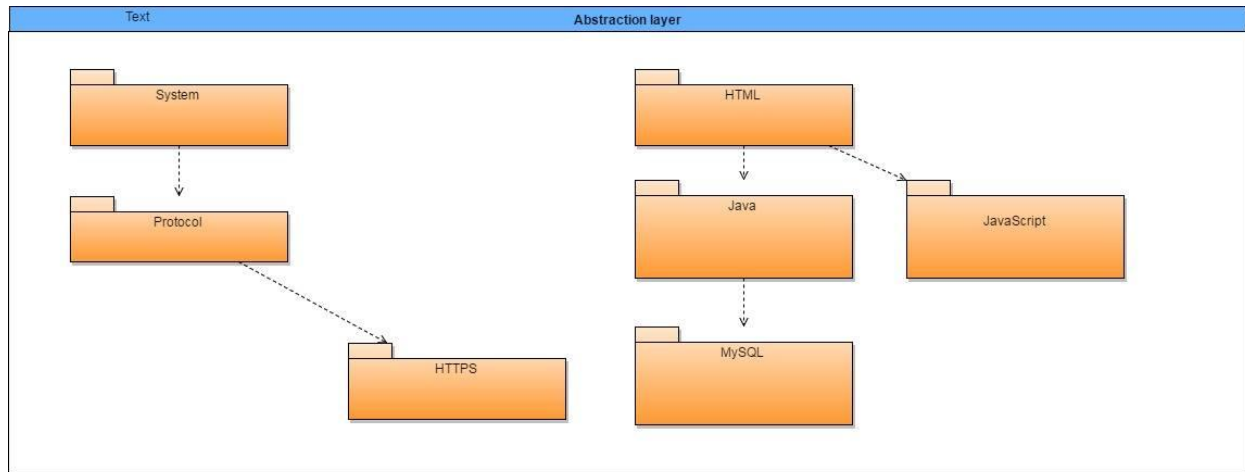 Text
Abstraction layer
System
HTML
Protocol
Java
JavaScript
HTTPS
MySQL